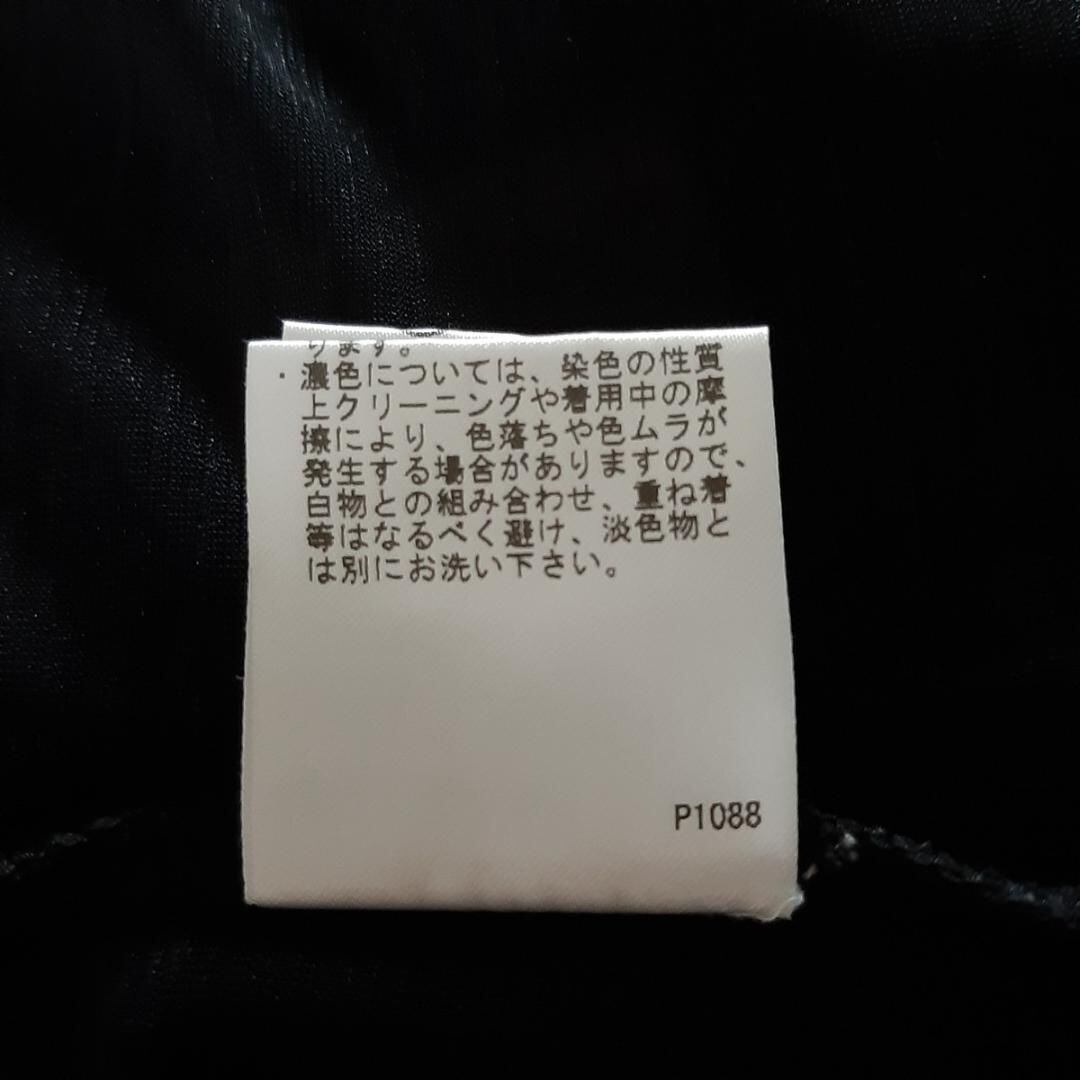 ります。
・濃色については、染色の性質
上クリーニングや着用中の摩
擦により、色落ちや色ムラが
発生する場合がありますので、
白物との組み合わせ、重ね着
等はなるべく避け、淡色物と
は別にお洗い下さい。
P1088